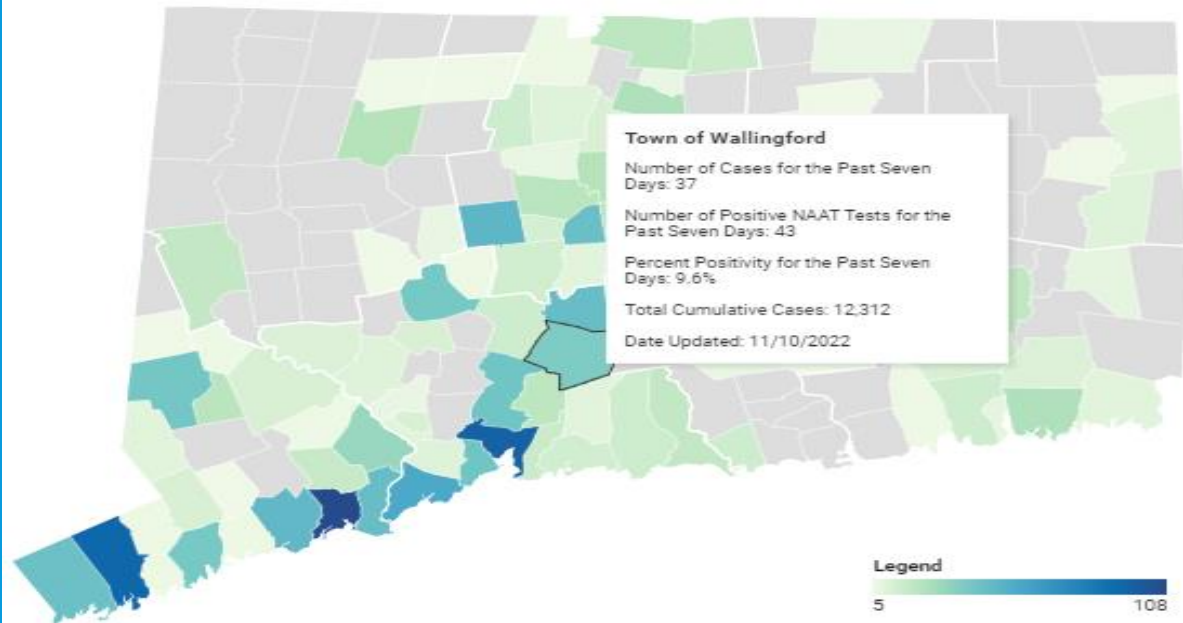 Town of Wallingford
Number of Cases for the Past Seven
Days: 37
Number of Positive NAAT Tests for the
Past Seven Days: 43
Percent Positivity for the Past Seven
Days: 9.6%
Total Cumulative Cases: 12,312
Date Updated: 11/10/2022
Legend
5
108